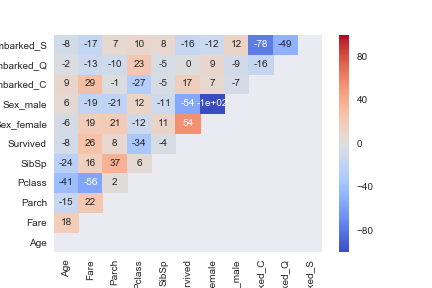 mbarked_S -8 -17 7 10 8 -16 -12 12 -78 -49
mbarked_Q -2 -13 -10 23 -5 0 9 -9 -16
mbarked_C 9 29 -1 -27 -5 17 7 -7
Sex_male 6 -19 -21 12 -11 -54 1e+02
ex_female -6 19 21 -12 11 54
Survived -8 26 8 -34 -4
SibSp -24 16 37 6
Pclass -41 -56 2
Parch -15 22
Fare 18
Age
Age Fare Parch Pclass SibSp rvived emale _male ked_C ked_Q ked_S
80
40
0
−40
−80